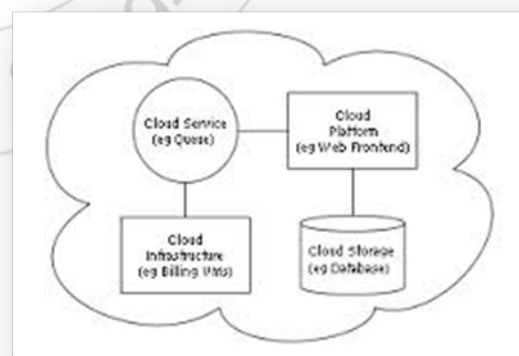 Cloud Service
(eg Queue)
Cloud
Platform
(eg Web Frontend)
Cloud
Infrastructure
(eg Billing VMs)
Cloud Storage
(eg Database)